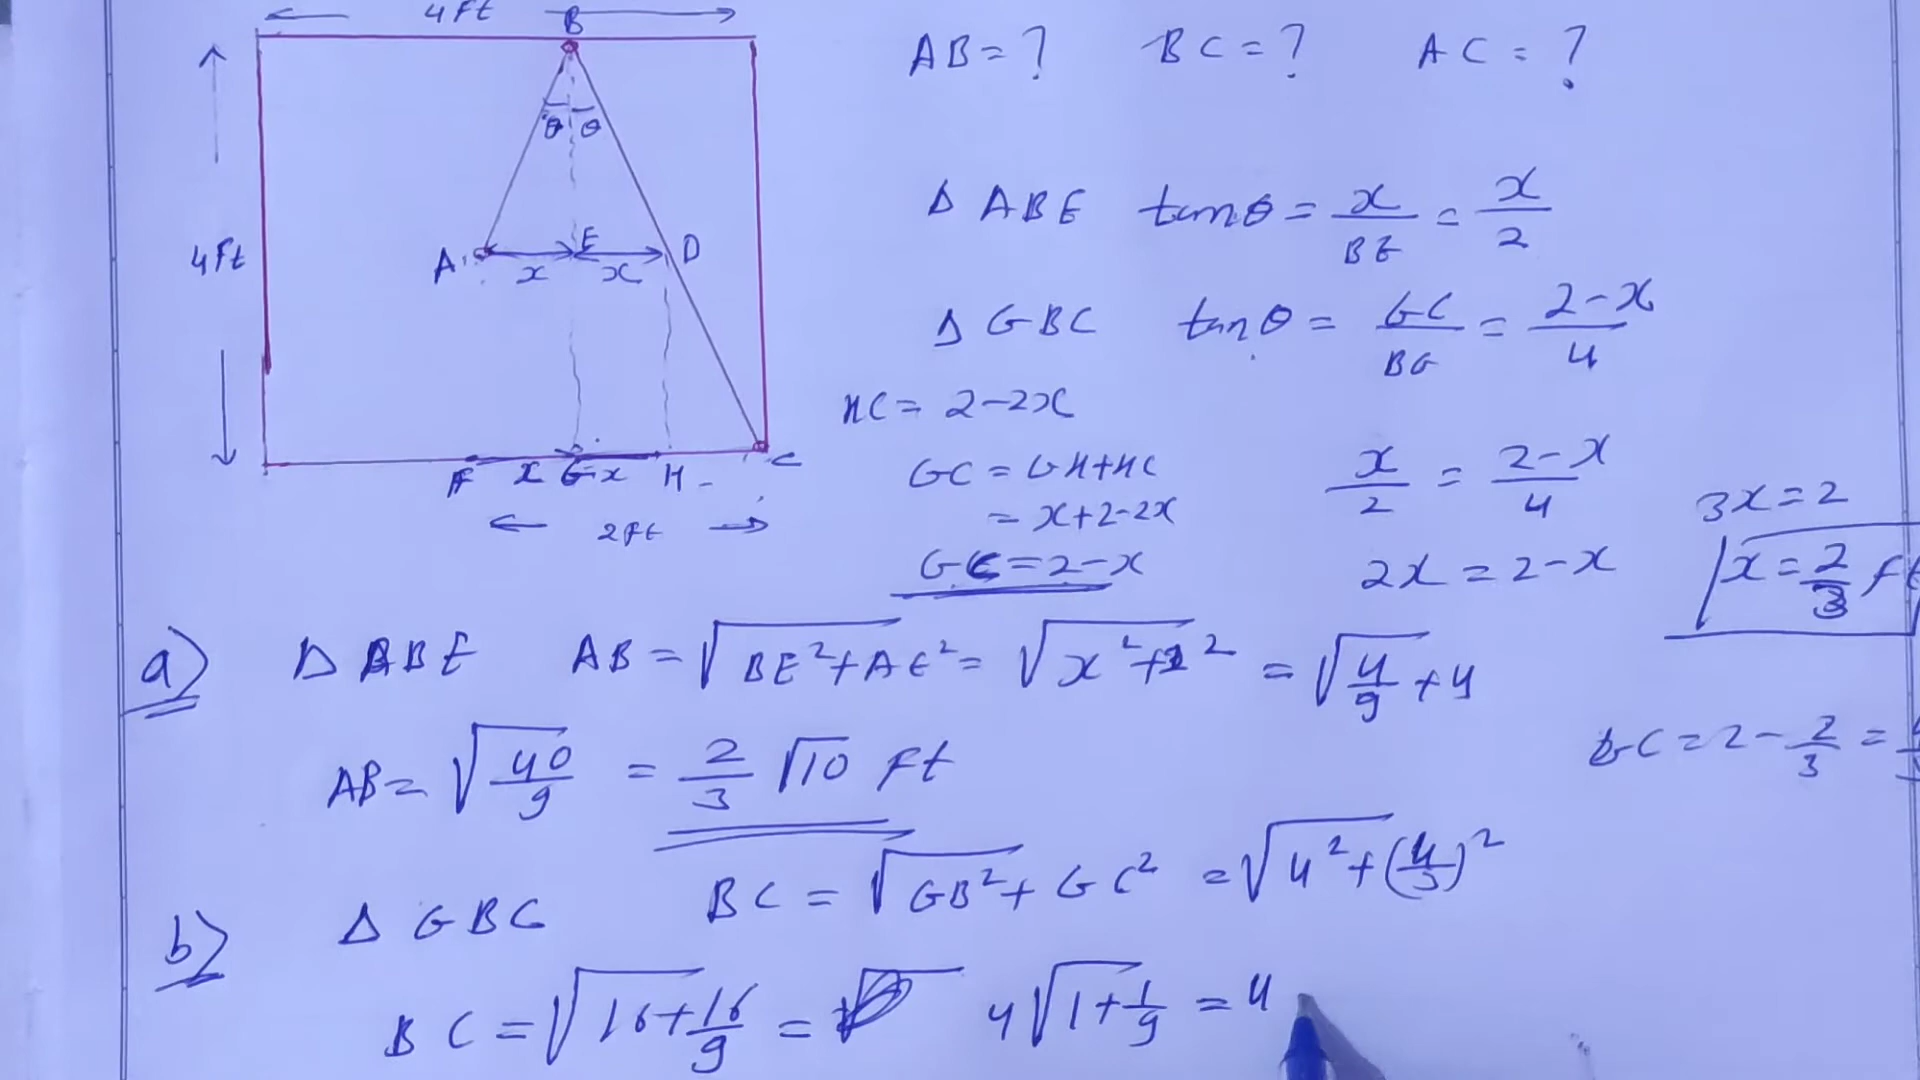 4Ft
B
θ θ
4Ft
A E D
x x
F x G x H - C
2ft
AB = ? BC = ? AC = ?
Δ ABE tanθ = x/BE = x/2
Δ GBC tanθ = GC/BG = 2-x/4
HC = 2-2x
GC = GH+HC
= x+2-2x
GC = 2-x
x/2 = 2-x/4
2x = 2-x
3x = 2
x = 2/3 ft
a) Δ ABE AB = √BE²+AE² = √x²+2² = √4/9 + 4
AB = √40/9 = 2/3 √10 ft
GC = 2 - 2/3 =
b) Δ GBC BC = √GB²+GC² = √4²+(4/3)²
BC = √16+16/9 = 4√1+1/9 = 4